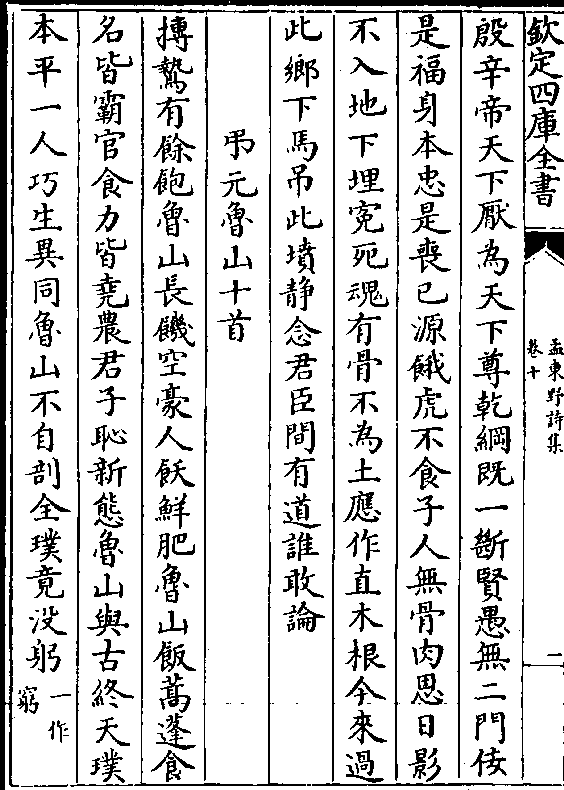 欽定四庫全書
孟東野詩集
卷十
二
殷辛帝天下厭為天下尊乾綱既一斷賢愚無二門佞
是福身本忠是喪已源餓虎不食子人無骨肉恩日影
不入地下埋寃死魂有骨不為土應作直木根今來過
此鄉下馬吊此墳静念君臣間有道誰敢論
弔元魯山十首
搏鷙有餘飽魯山長饑空豪人飫鮮肥魯山飯蒿蓬食
名皆霸官食力皆堯農君子恥新態魯山與古終天璞
本平一人巧生異同魯山不自剖全璞竟没躬一作
窮